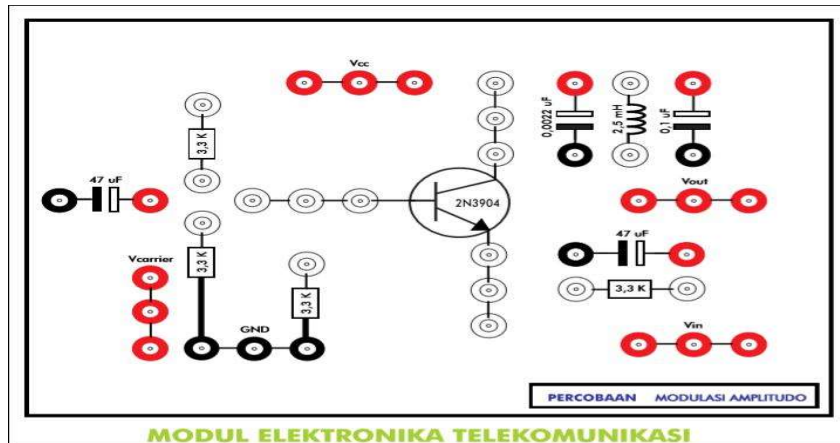 Vcc
3,3 K
0,0022 uF
2,5 mH
0,1 uF
47 uF
2N3904
Vout
3,3 K
Vcarrier
47 uF
3,3 K
3,3 K
GND
Vin
PERCOBAAN MODULASI AMPLITUDO
MODUL ELEKTRONIKA TELEKOMUNIKASI